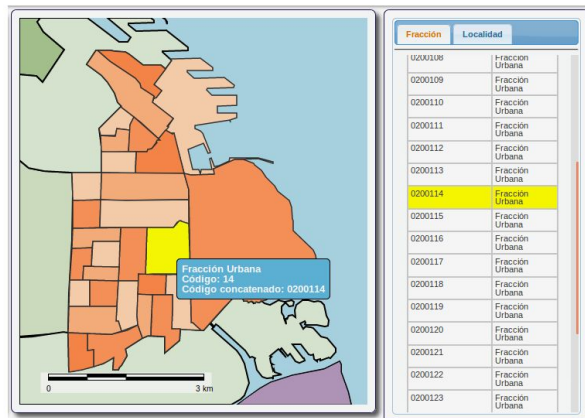 Fracción Urbana
Código: 14
Código concatenado: 0200114
0
3 km
Fracción
Localidad
0200108
Fracción
Urbana
0200109
Fracción
Urbana
0200110
Fracción
Urbana
0200111
Fracción
Urbana
0200112
Fracción
Urbana
0200113
Fracción
Urbana
0200114
Fracción
Urbana
0200115
Fracción
Urbana
0200116
Fracción
Urbana
0200117
Fracción
Urbana
0200118
Fracción
Urbana
0200119
Fracción
Urbana
0200120
Fracción
Urbana
0200121
Fracción
Urbana
0200122
Fracción
Urbana
0200123
Fracción
Urbana